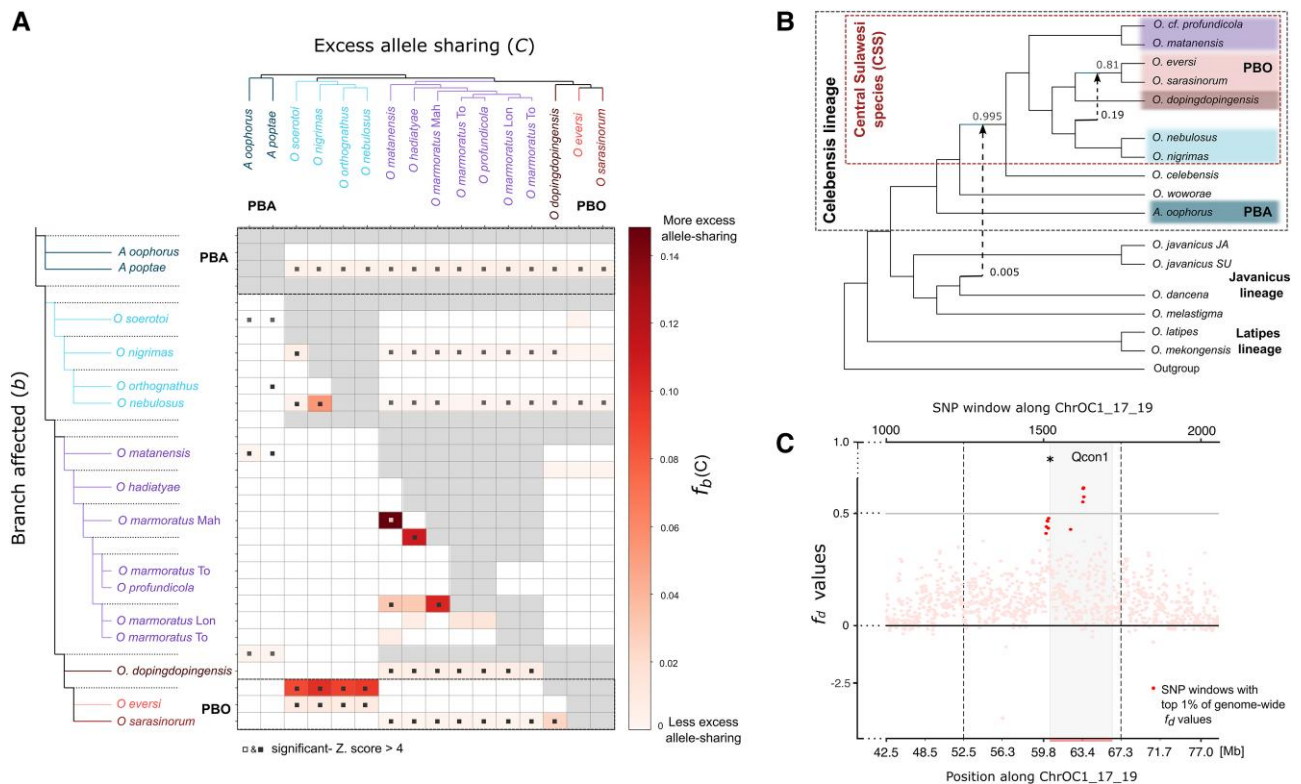 A
Excess allele sharing (C)
A oophorus
A poptae
O soerotoi
O nigrimas
O orthognathus
O nebulosus
O matanensis
O hadiatyae
O marmoratus Mah
O marmoratus To
O profundicola
O marmoratus Lon
O marmoratus To
O dopingdopingensis
O eversi
O sarasinorum
PBA
PBO
Branch affected (b)
A oophorus
A poptae
PBA
O soerotoi
O nigrimas
O orthognathus
O nebulosus
O matanensis
O hadiatyae
O marmoratus Mah
O marmoratus To
O profundicola
O marmoratus Lon
O marmoratus To
O. dopingdopingensis
O eversi
PBO
O sarasinorum
significant- Z. score > 4
More excess
allele-sharing
0.14
0.12
0.10
0.08
0.06
0.04
0.02
0
Less excess
allele-sharing
fb(C)
B
Celebensis lineage
Central Sulawesi
species (CSS)
O. cf. profundicola
O. matanensis
O. eversi
PBO
O. sarasinorum
O. dopingdopingensis
O. nebulosus
O. nigrimas
O. celebensis
O. woworae
A. oophorus
PBA
O. javanicus JA
O. javanicus SU
Javanicus
lineage
O. dancena
O. melastigma
O. latipes
Latipes
lineage
O. mekongensis
Outgroup
0.81
0.19
0.995
0.005
C
SNP window along ChrOC1_17_19
1000
1500
2000
1.0
0.5
0
-2.5
fd values
*
Qcon1
SNP windows with
top 1% of genome-wide
fd values
42.5
48.5
52.5
56.3
59.8
63.4
67.3
71.7
77.0
[Mb]
Position along ChrOC1_17_19